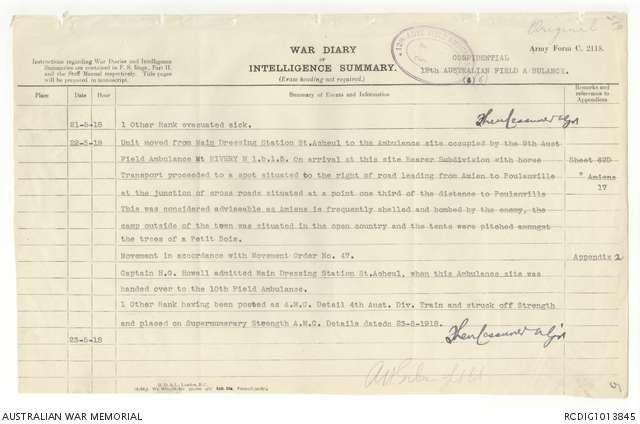 Original
WAR DIARY
or
INTELLIGENCE SUMMARY.
(Erase heading not required.)
Instructions regarding War Diaries and Intelligence
Summaries are contained in F. S. Regs., Part II.
and the Staff Manual respectively. Title pages
will be prepared in manuscript.
Army Form C. 2118.
CONFIDENTIAL
AUSTRALIAN FIELD A BULANCE.
(6)
Place
Date
Hour
Summary of Events and Information
Remarks and
references to
Appendices
21-5-18
1 Other Rank evacuated sick.
22-5-18
Unit moved from Main Dressing Station St.Acheul to the Ambulance site occupied by the 9th Aust
Field Ambulance at RIVERY N 1.b.1.5. On arrival at this site Bearer Subdivision with horse
Transport proceeded to a spot situated to the right of road leading from Amien to Poulanville
at the junction of cross roads situated at a point one third of the distance to Poulanville
This was nonsidered adviseable as Amiens is frequently shelled and bombed by the enemy, the
camp outside of the town was situated in the open country and the tents were pitched amongst
the trees of a Petit Bois.
Sheet 62D
" Amiens
17
Movement in accordance with Movement Order No. 47.
Appendix 2
Captain H.G. Howell admitted Main Dressing Station St.Acheul, when this Ambulance site was
handed over to the 10th Field Ambulance.
1 Other Rank having been posted as A.M.C. Detail 4th Aust. Div. Train and struck off Strength
and placed on Supernumerary Strength A.M.C. Details dated 23-5-1918.
23-5-18
AUSTRALIAN WAR MEMORIAL
RCDIG1013845